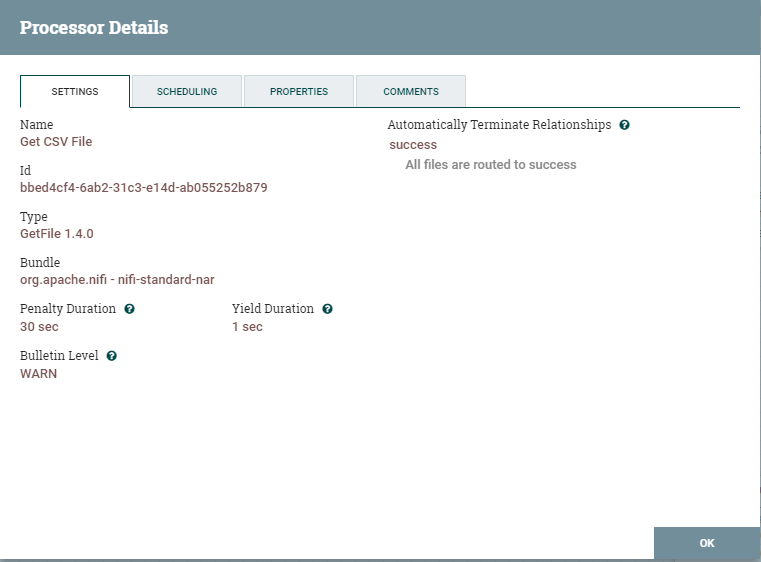 Processor Details
SETTINGS
SCHEDULING
PROPERTIES
COMMENTS
Name
Get CSV File
Id
bbed4cf4-6ab2-31c3-e14d-ab055252b879
Type
GetFile 1.4.0
Bundle
org.apache.nifi - nifi-standard-nar
Penalty Duration
30 sec
Yield Duration
1 sec
Bulletin Level
WARN
Automatically Terminate Relationships
success
All files are routed to success
OK